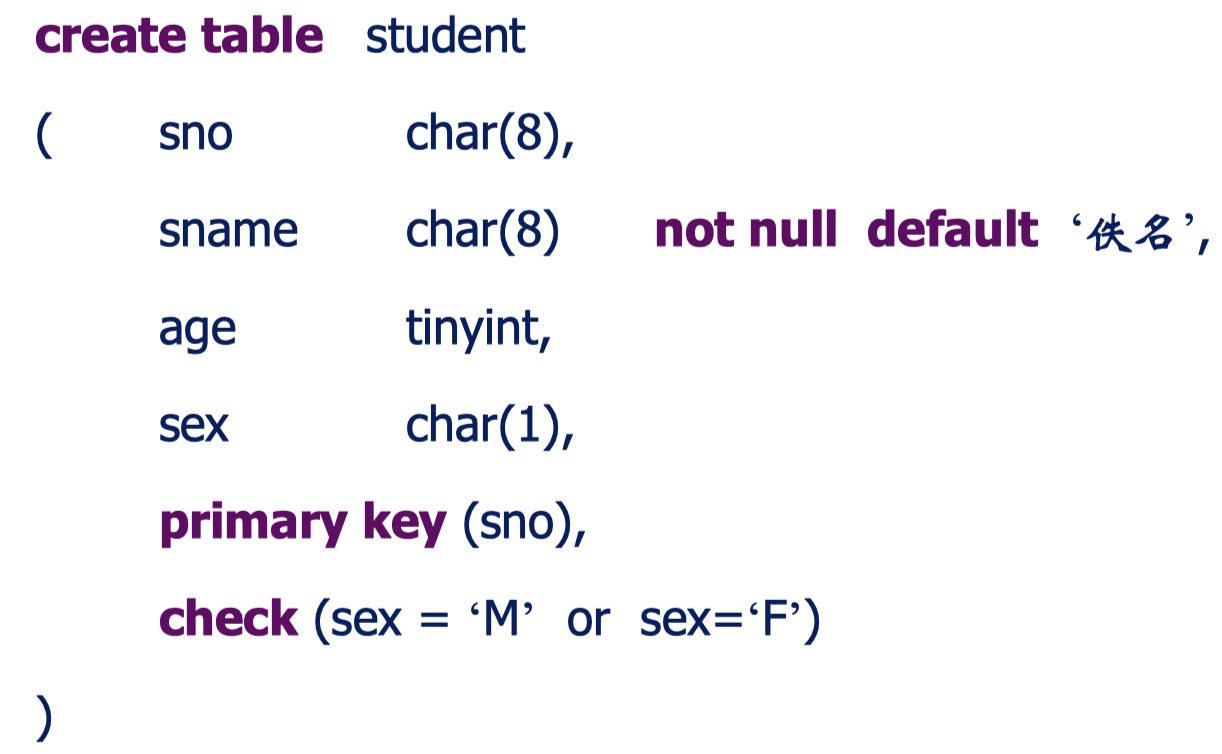 create table student
( sno char(8),
sname char(8) not null default ‘佚名’,
age tinyint,
sex char(1),
primary key (sno),
check (sex = ‘M’ or sex=‘F’)
)